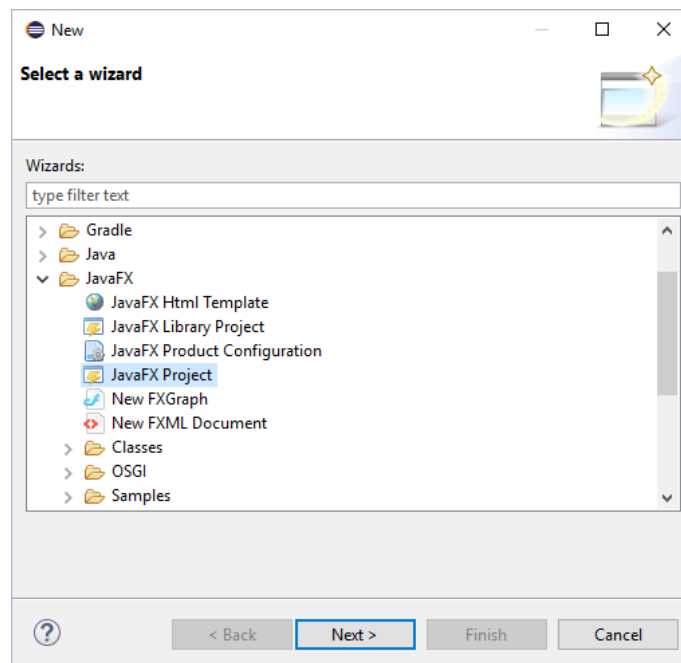 New
Select a wizard
Wizards:
type filter text
Gradle
Java
JavaFX
JavaFX Html Template
JavaFX Library Project
JavaFX Product Configuration
JavaFX Project
New FXGraph
New FXML Document
Classes
OSGI
Samples
? < Back Next > Finish Cancel